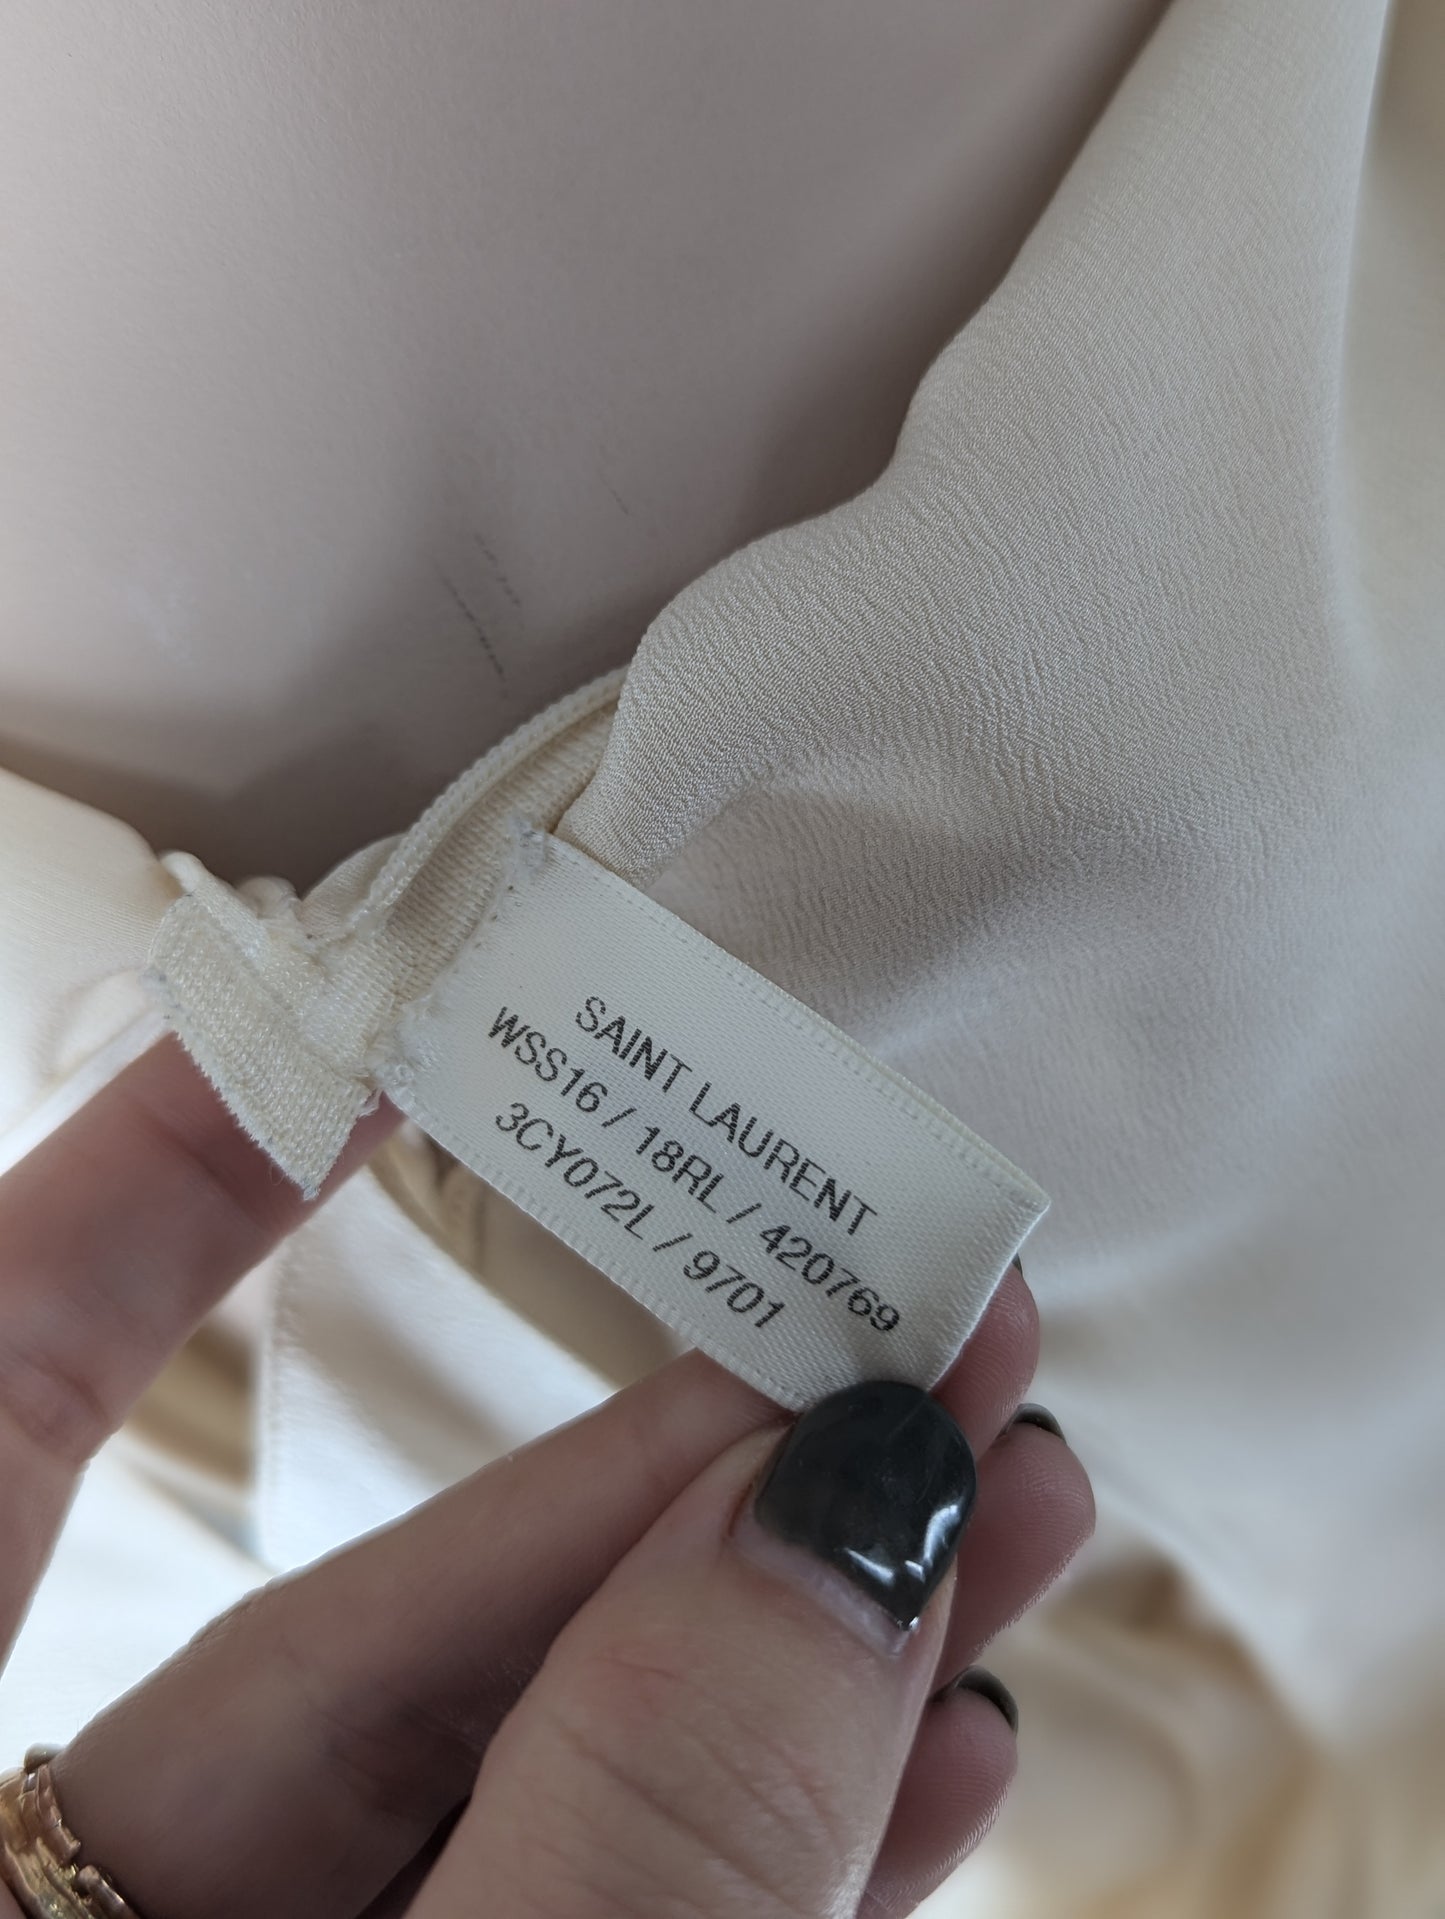 SAINT LAURENT
WSS16 / 18RL / 420769
3CY072L / 9701